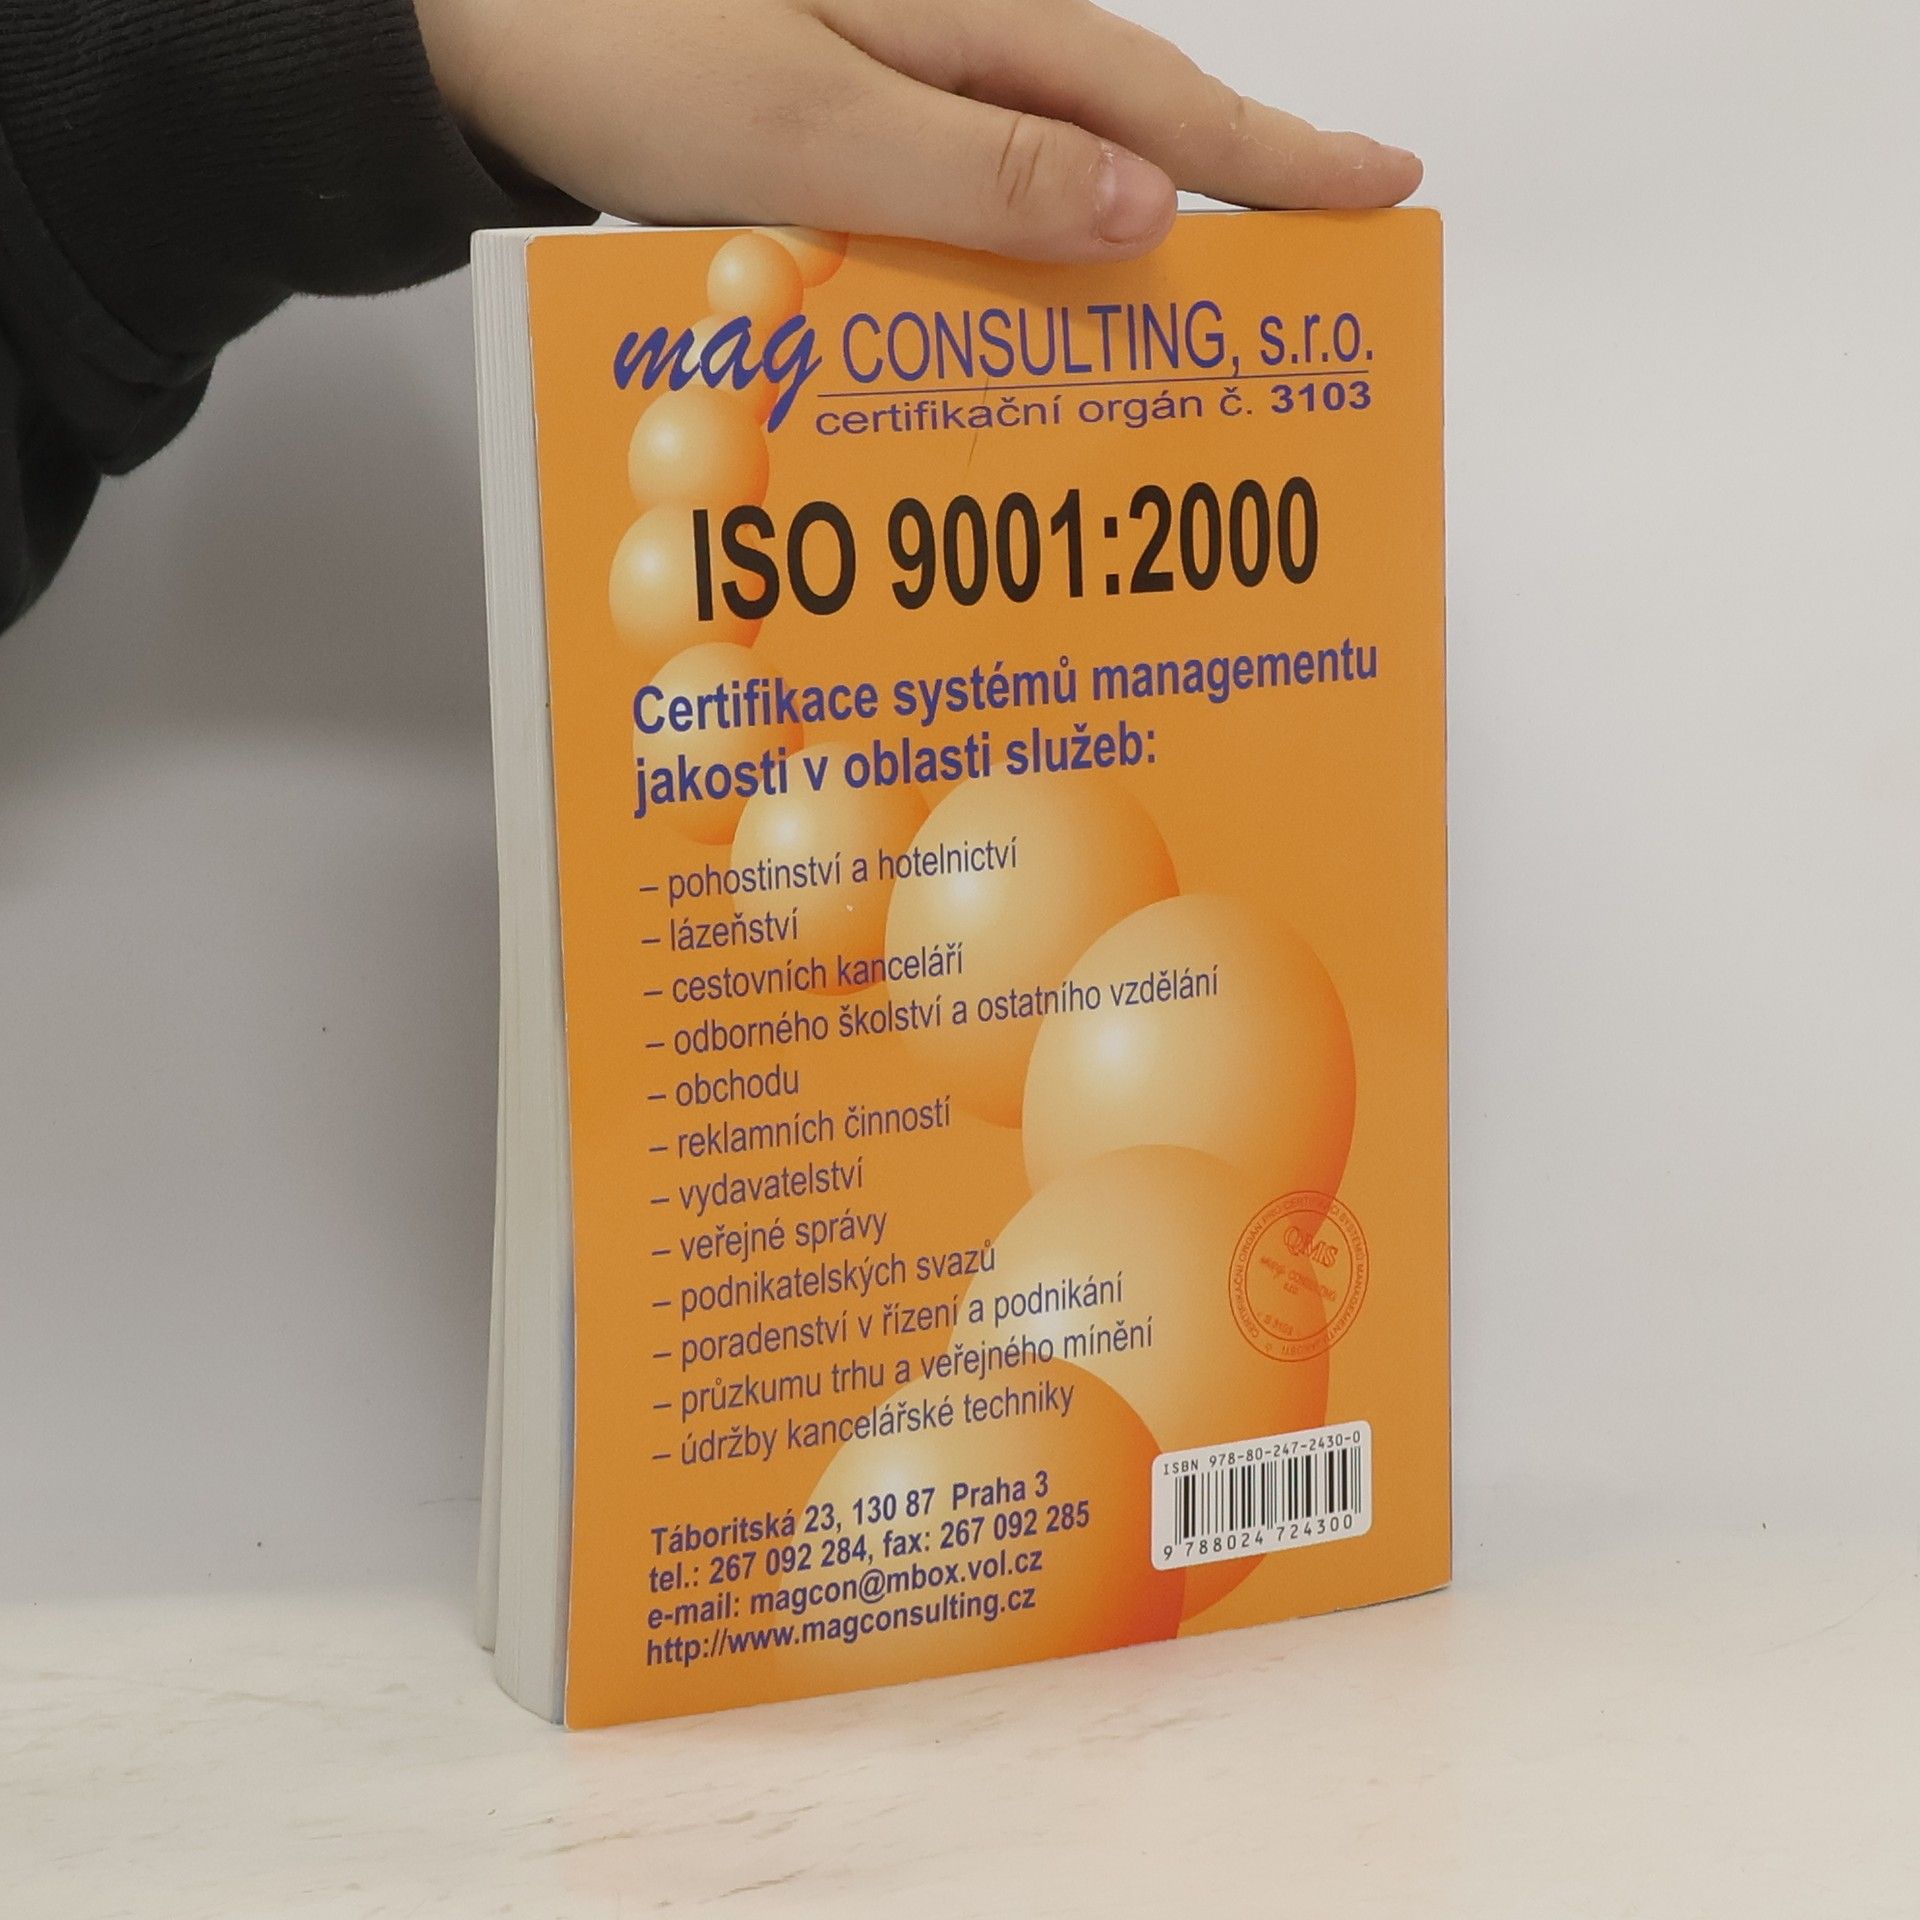 mag CONSULTING, s.r.o.
certifikační orgán č. 3103
ISO 9001:2000
Certifikace systémů managementu
jakosti v oblasti služeb:
– pohostinství a hotelnictví
– lázeňství
– cestovních kanceláří
– odborného školství a ostatního vzdělání
– obchodu
– reklamních činností
– vydavatelství
– veřejné správy
– podnikatelských svazů
– poradenství v řízení a podnikání
– průzkumu trhu a veřejného mínění
– údržby kancelářské techniky
QMS
Táboritská 23, 130 87 Praha 3
tel.: 267 092 284, fax: 267 092 285
e-mail: magcon@mbox.vol.cz
http://www.magconsulting.cz
ISBN 978-80-247-2430-0
9 788024 724300